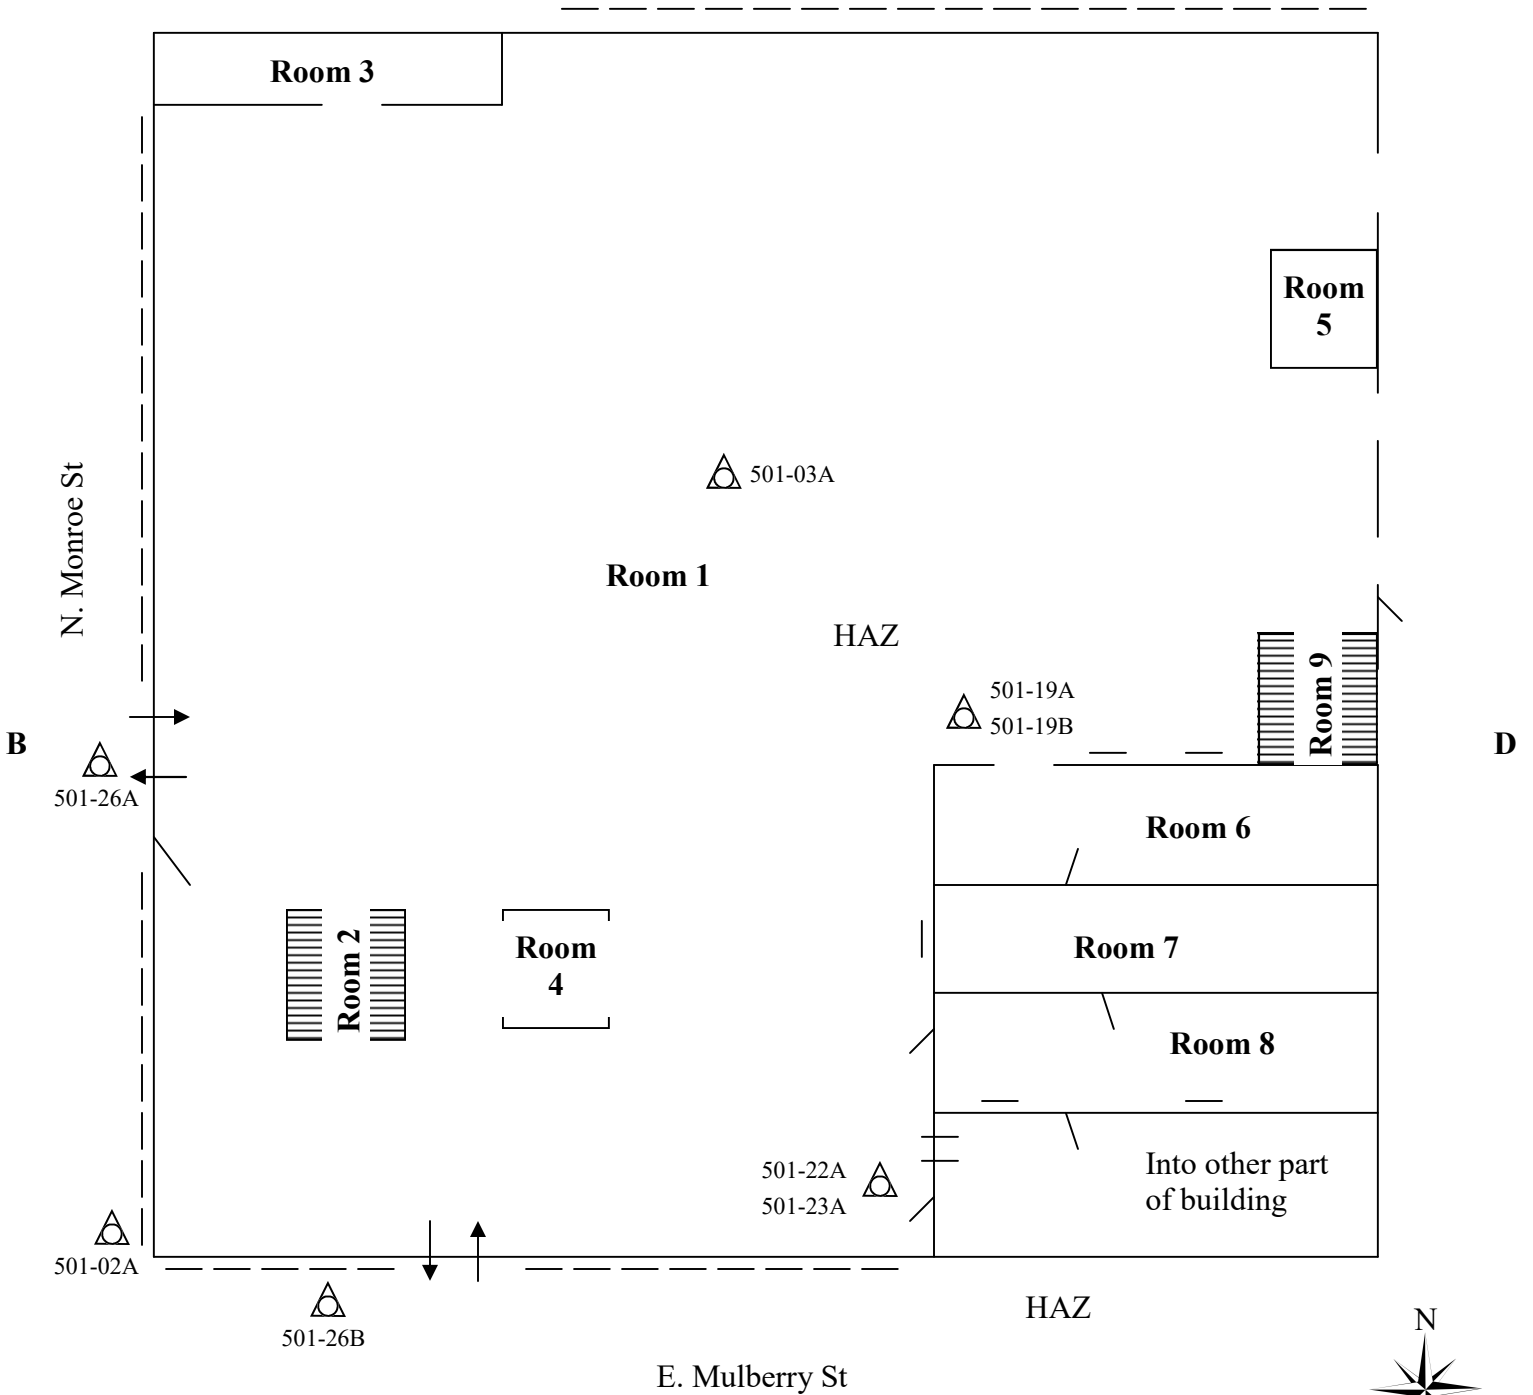 Room 3
Room
5
501-03A
N. Monroe St
Room 1
HAZ
Room 9
501-19A
501-19B
B
D
501-26A
Room 6
Room 2
Room
4
Room 7
Room 8
501-22A
501-23A
Into other part
of building
501-02A
501-26B
HAZ
N
E. Mulberry St